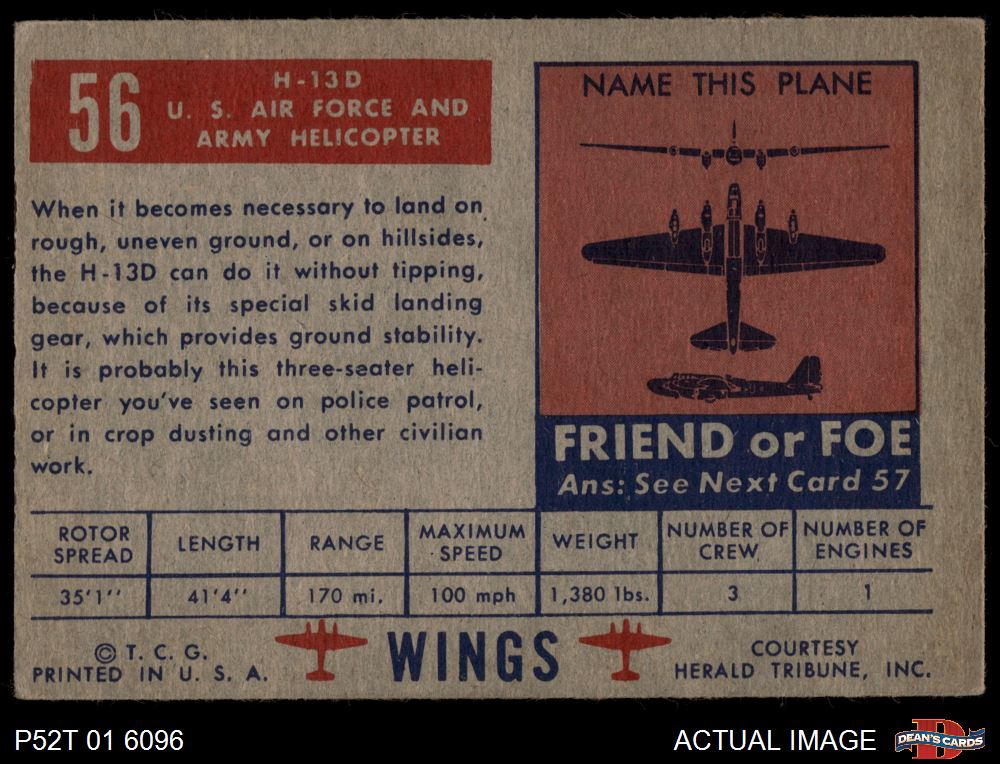 56
H-13D
U. S. AIR FORCE AND
ARMY HELICOPTER
When it becomes necessary to land on
rough, uneven ground, or on hillsides,
the H-13D can do it without tipping,
because of its special skid landing
gear, which provides ground stability.
It is probably this three-seater heli-
copter you've seen on police patrol,
or in crop dusting and other civilian
work.
NAME THIS PLANE
FRIEND or FOE
Ans: See Next Card 57
ROTOR SPREAD LENGTH RANGE MAXIMUM SPEED WEIGHT NUMBER OF CREW NUMBER OF ENGINES
35'1'' 41'4'' 170 mi. 100 mph 1,380 lbs. 3 1
© T. C. G.
PRINTED IN U. S. A.
WINGS
COURTESY
HERALD TRIBUNE, INC.
P52T 01 6096
ACTUAL IMAGE
D
DEAN'S CARDS